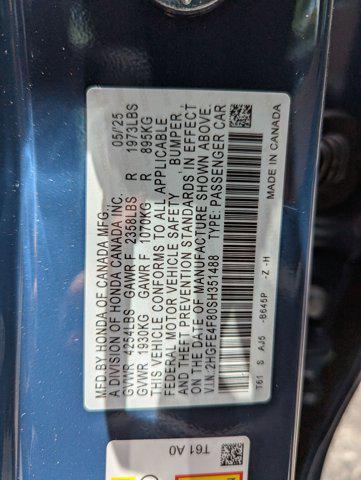 MFD BY HONDA OF CANADA MFG., 05/'25
A DIVISION OF HONDA CANADA INC.
GVWR 4254LBS GAWR F 2358LBS R 1973LBS
GVWR 1930KG GAWR F 1070KG R 895KG
THIS VEHICLE CONFORMS TO ALL APPLICABLE
FEDERAL MOTOR VEHICLE SAFETY, BUMPER,
AND THEFT PREVENTION STANDARDS IN EFFECT
ON THE DATE OF MANUFACTURE SHOWN ABOVE.
V.I.N: 2HGFE4F80SH351488 TYPE: PASSENGER CAR
T61 S AJ5 -B645P -Z -H
MADE IN CANADA
T61A0